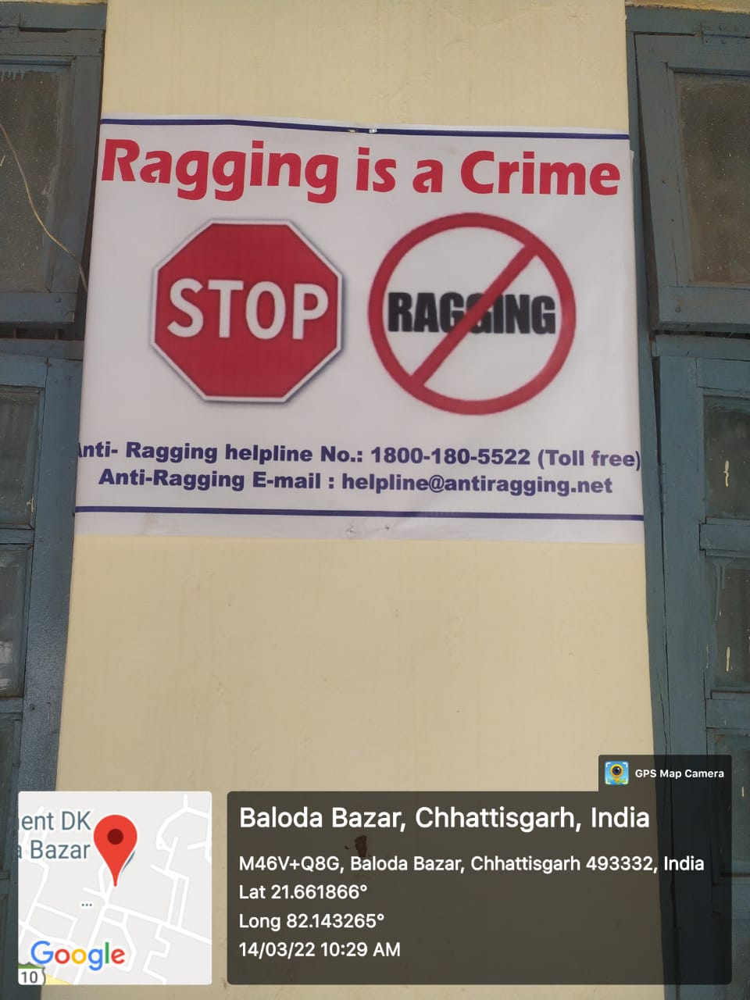 Ragging is a Crime
STOP
RAGGING
Anti- Ragging helpline No.: 1800-180-5522 (Toll free)
Anti-Ragging E-mail : helpline@antiragging.net
GPS Map Camera
ent DK
Bazar
Google
10
Baloda Bazar, Chhattisgarh, India
M46V+Q8G, Baloda Bazar, Chhattisgarh 493332, India
Lat 21.661866°
Long 82.143265°
14/03/22 10:29 AM